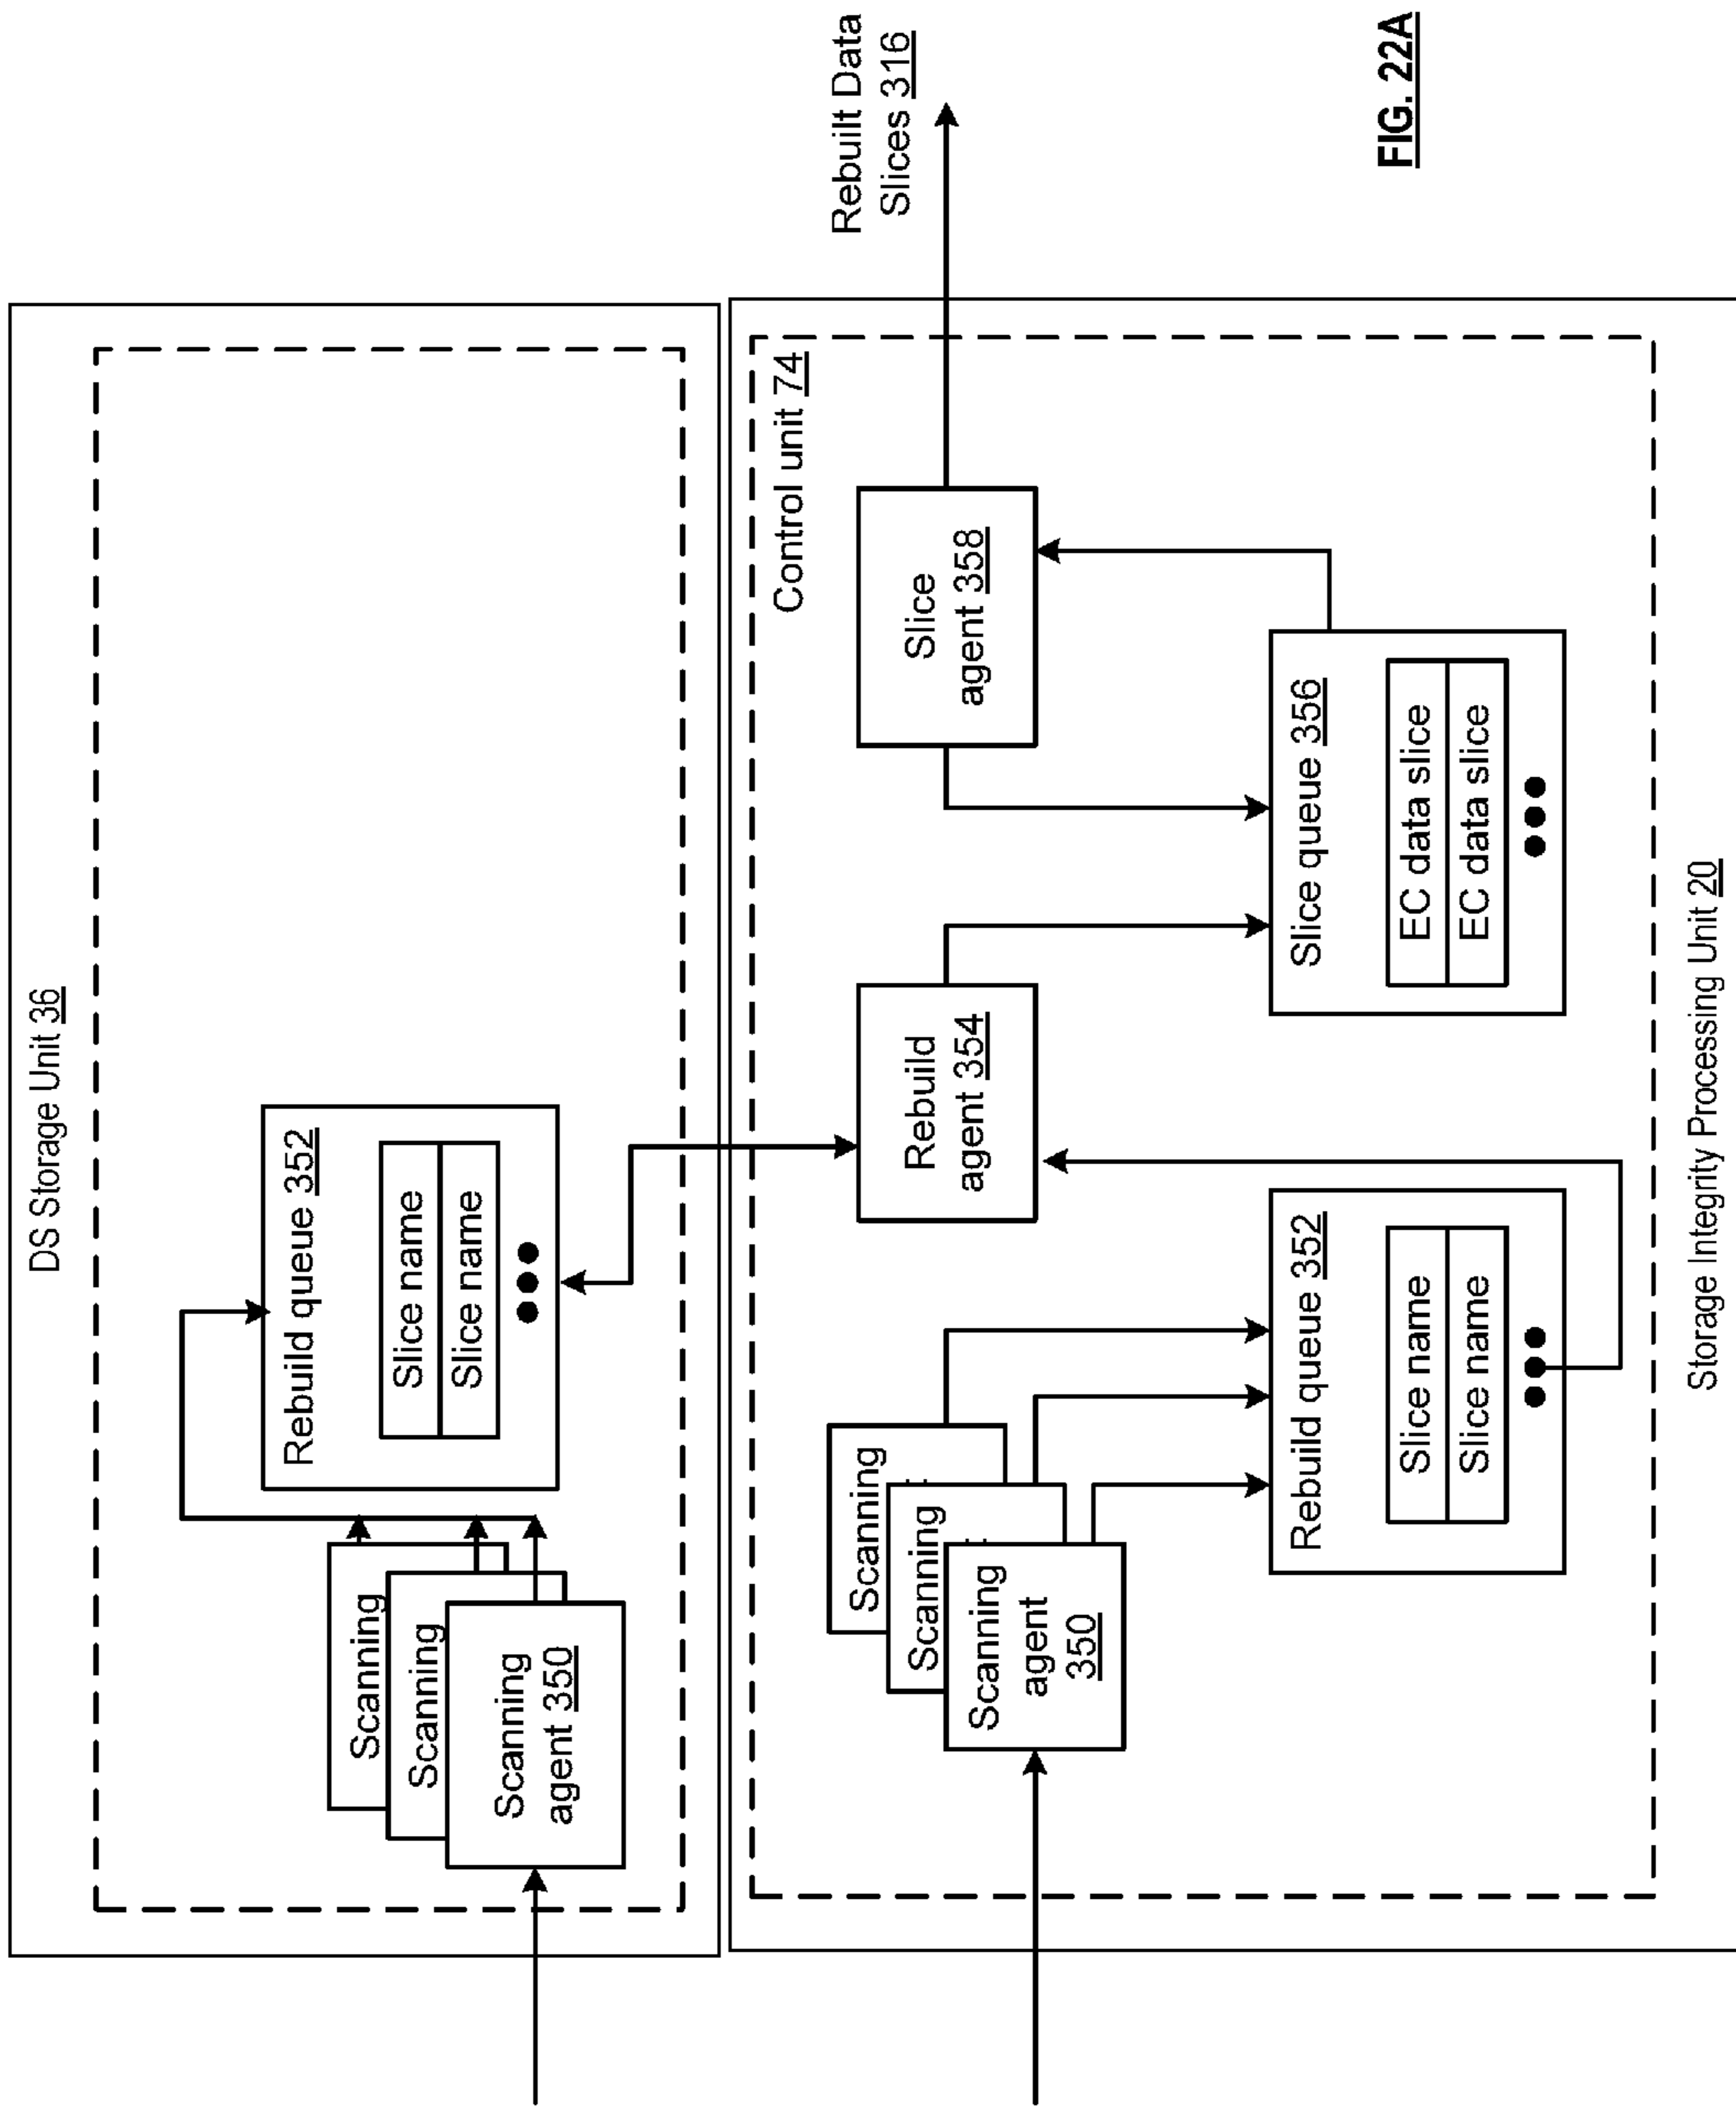 DS Storage Unit 36
Scanning
Scanning
Scanning
agent 350
Rebuild queue 352
Slice name
Slice name
Control unit 74
Scanning
Scanning
Scanning
agent
350
Rebuild queue 352
Slice name
Slice name
Rebuild
agent 354
Slice queue 356
EC data slice
EC data slice
Slice
agent 358
Rebuilt Data
Slices 316
Storage Integrity Processing Unit 20
FIG. 22A